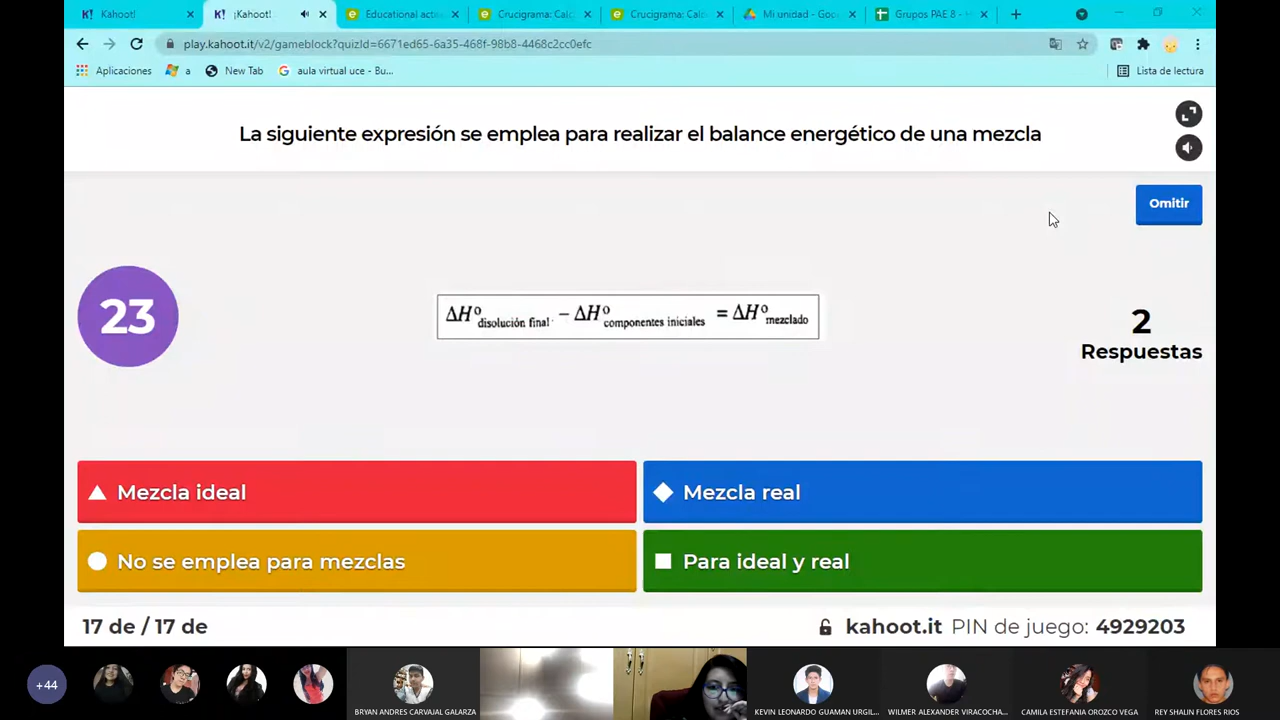 Kahoot!
¡Kahoot!
Educational acti
Crucigrama: Calc
Crucigrama: Calc
Mi unidad - Goo
Grupos PAE 8 - H
play.kahoot.it/v2/gameblock?quizId=6671ed65-6a35-468f-98b8-4468c2cc0efc
Aplicaciones
a
New Tab
aula virtual uce - Bu...
Lista de lectura
La siguiente expresión se emplea para realizar el balance energético de una mezcla
Omitir
23
ΔH° disolución final - ΔH° componentes iniciales = ΔH° mezclado
2
Respuestas
Mezcla ideal
Mezcla real
No se emplea para mezclas
Para ideal y real
17 de / 17 de
kahoot.it PIN de juego: 4929203
+44
BRYAN ANDRES CARVAJAL GALARZA
KEVIN LEONARDO GUAMAN URGIL...
WILMER ALEXANDER VIRACOCHA...
CAMILA ESTEFANIA OROZCO VEGA
REY SHALIN FLORES RIOS